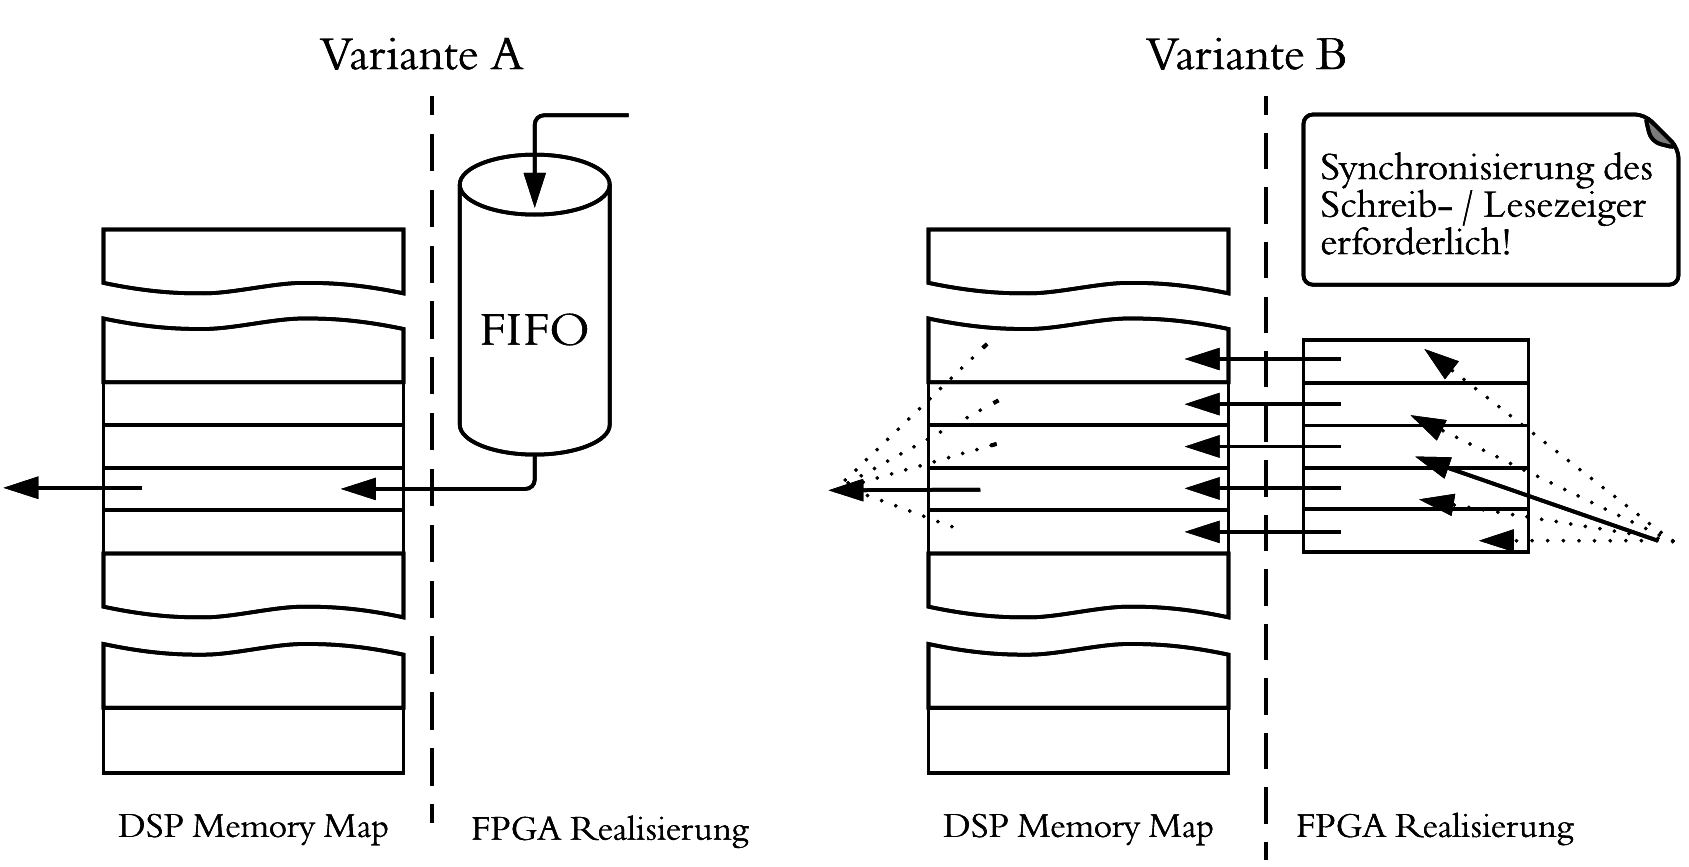 Variante A
Variante B
Synchronisierung des
Schreib- / Lesezeiger
erforderlich!
FIFO
DSP Memory Map
FPGA Realisierung
DSP Memory Map
FPGA Realisierung